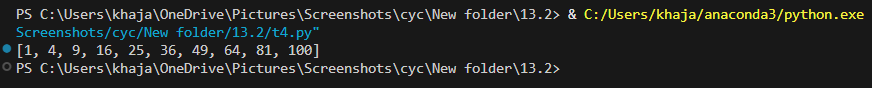 PS C:\Users\khaja\OneDrive\Pictures\Screenshots\cyc\New folder\13.2> & C:/Users/khaja/anaconda3/python.exe
Screenshots/cyc/New folder/13.2/t4.py"
[1, 4, 9, 16, 25, 36, 49, 64, 81, 100]
PS C:\Users\khaja\OneDrive\Pictures\Screenshots\cyc\New folder\13.2>